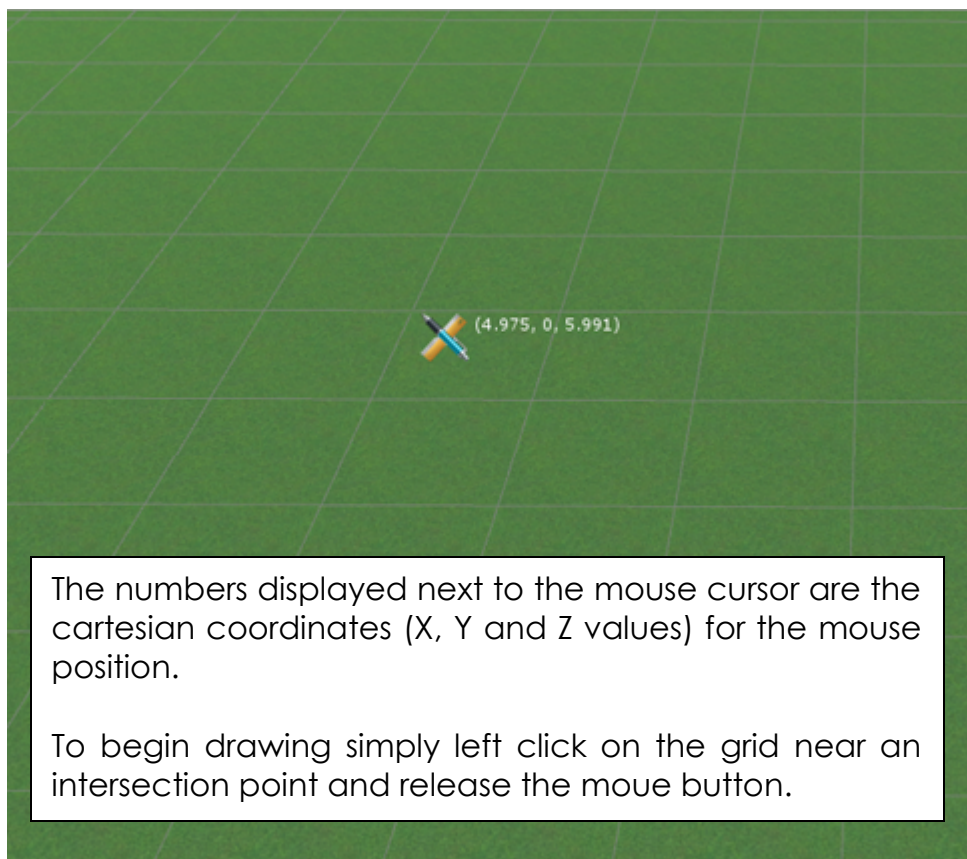 (4.975, 0, 5.991)
The numbers displayed next to the mouse cursor are the
cartesian coordinates (X, Y and Z values) for the mouse
position.
To begin drawing simply left click on the grid near an
intersection point and release the moue button.